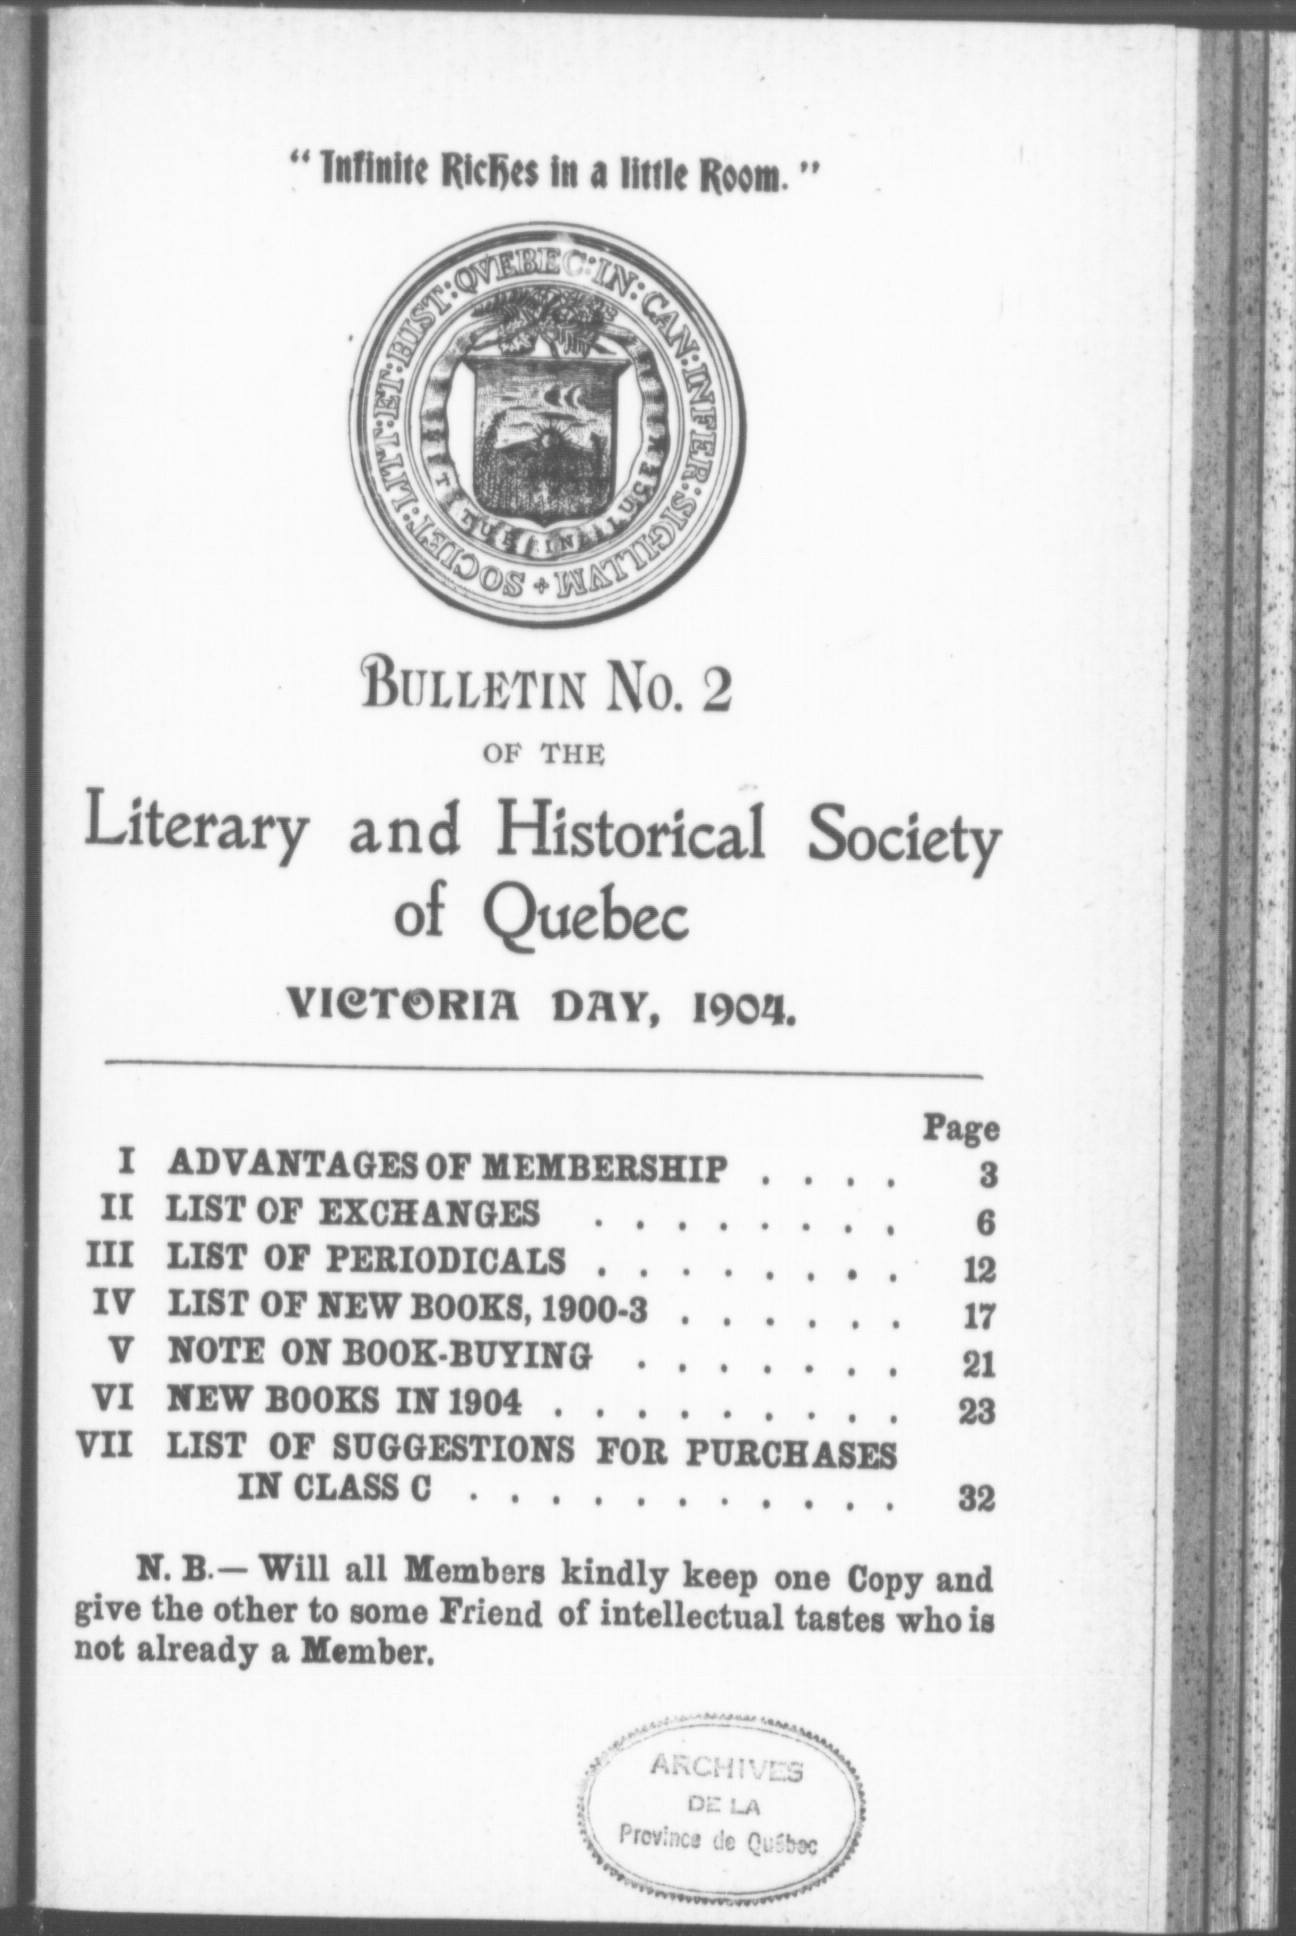 “ Infinite Riches in a little Room. ”
SOCIET: LIT: ET: HIST: QVEBEC: IN: CAN: INFER: SIGILLVM +
BULLETIN NO. 2
OF THE
Literary and Historical Society
of Quebec
VICTORIA DAY, 1904.
Page
I ADVANTAGES OF MEMBERSHIP . . . . 3
II LIST OF EXCHANGES . . . . . . . . 6
III LIST OF PERIODICALS . . . . . . . . 12
IV LIST OF NEW BOOKS, 1900-3 . . . . . . 17
V NOTE ON BOOK-BUYING . . . . . . . 21
VI NEW BOOKS IN 1904 . . . . . . . . . 23
VII LIST OF SUGGESTIONS FOR PURCHASES
IN CLASS C . . . . . . . . . . . 32
N. B.— Will all Members kindly keep one Copy and
give the other to some Friend of intellectual tastes who is
not already a Member.
ARCHIVES
DE LA
Province de Québec